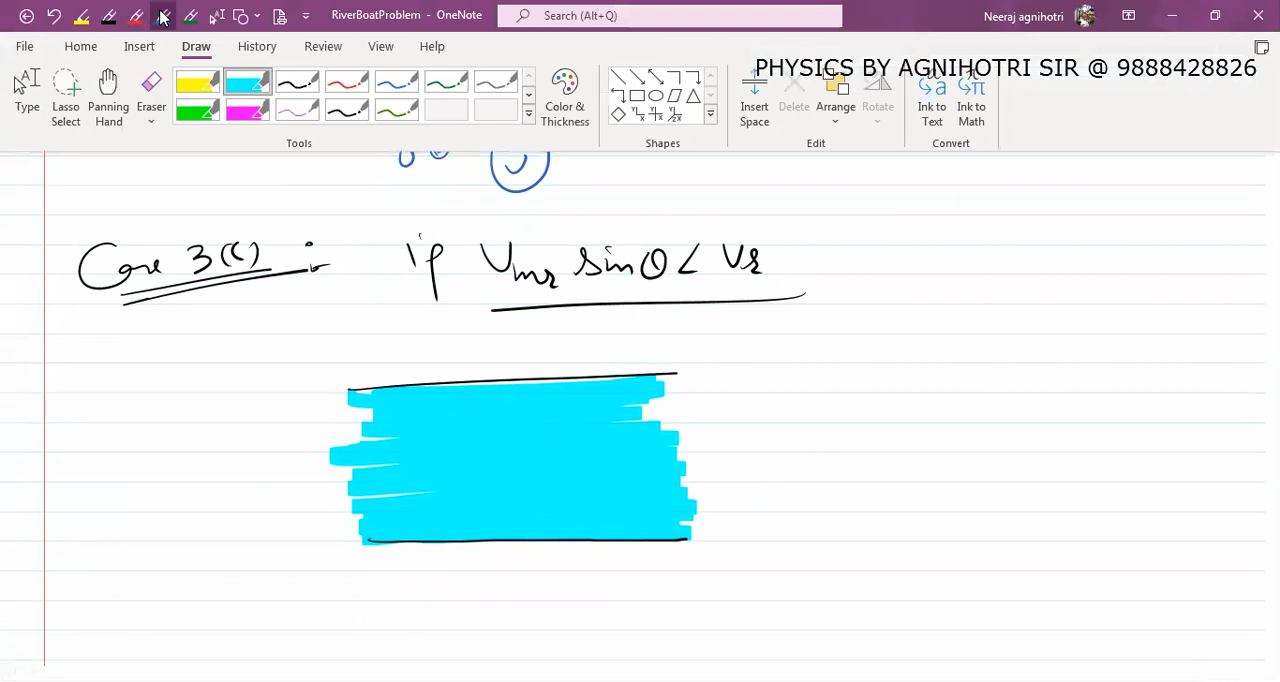 RiverBoatProblem - OneNote
Search (Alt+Q)
Neeraj agnihotri
File Home Insert Draw History Review View Help
PHYSICS BY AGNIHOTRI SIR @ 9888428826
Type
Lasso Select
Panning Hand
Eraser
Color & Thickness
Insert Space
Delete
Arrange
Rotate
Ink to Text
Ink to Math
Tools
Shapes
Edit
Convert
Case 3(C) : if Vmr sinθ < Vr